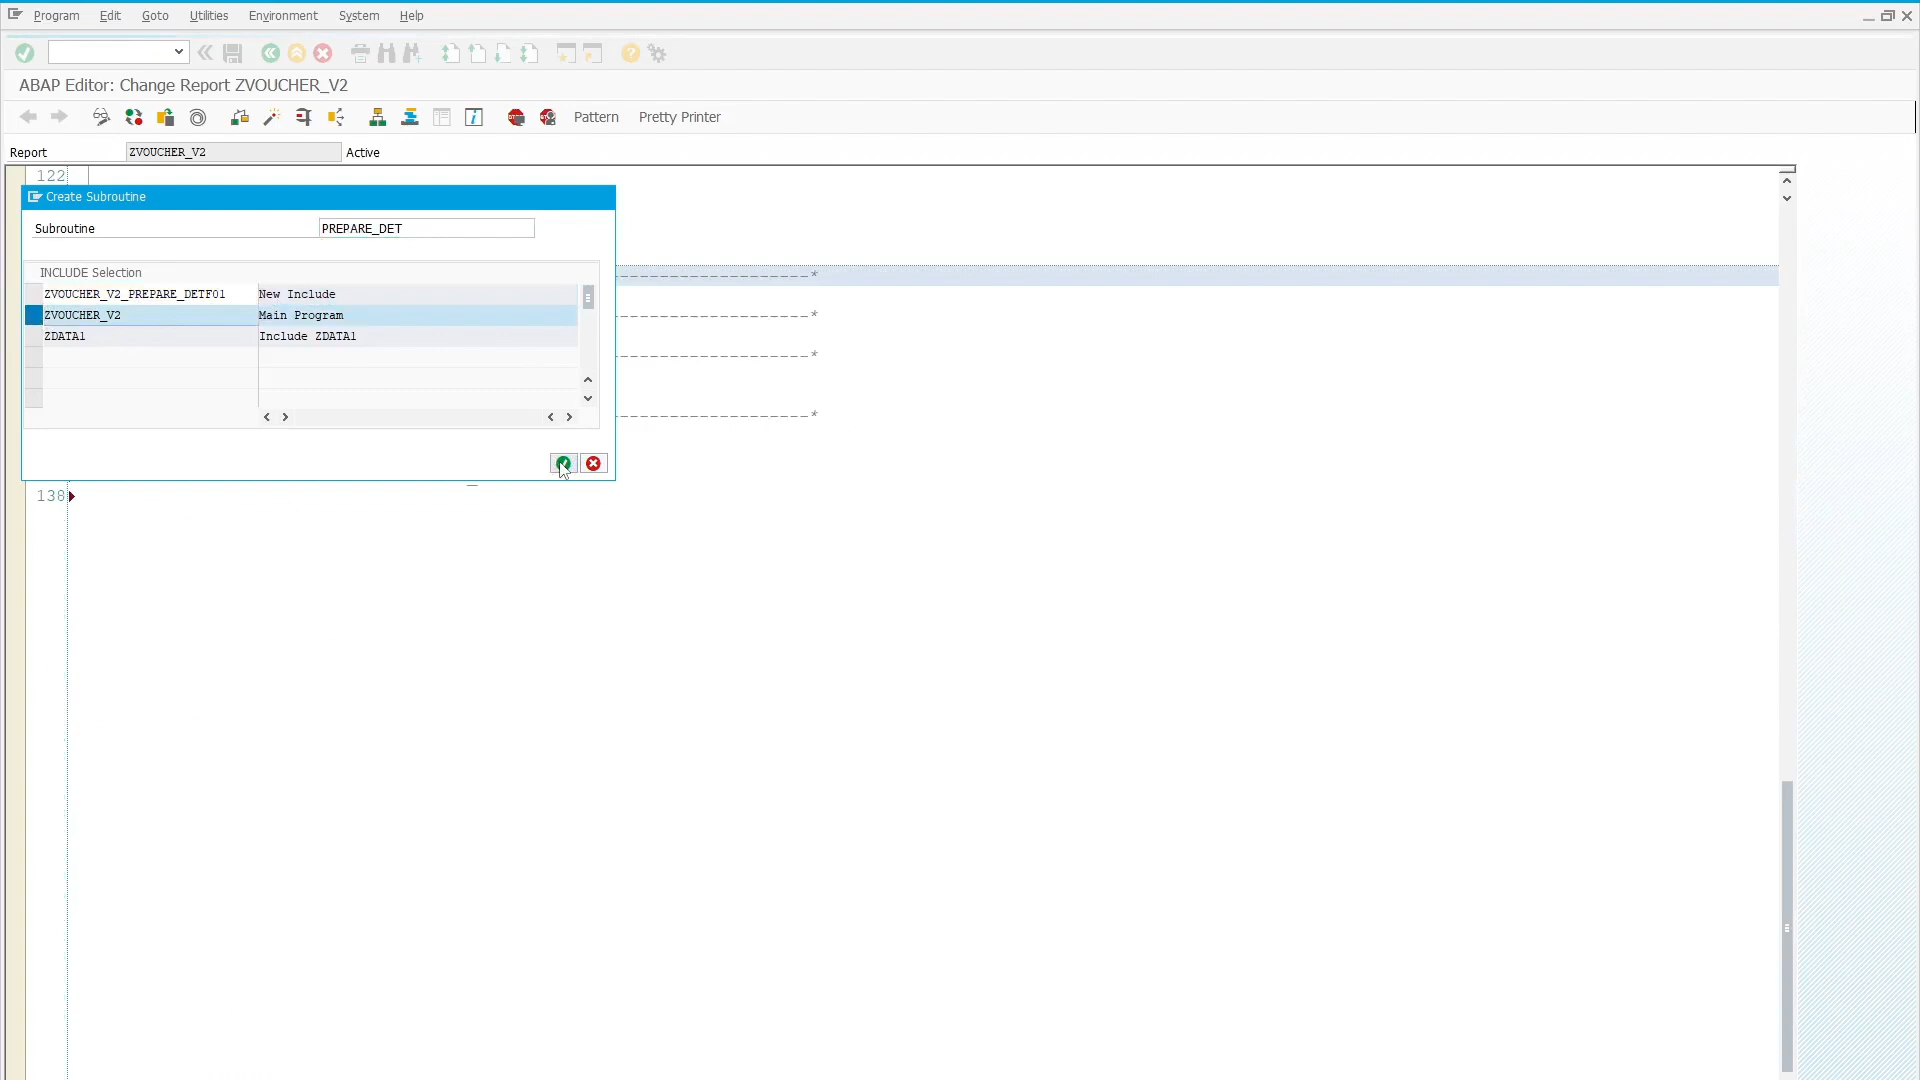 Program Edit Goto Utilities Environment System Help
ABAP Editor: Change Report ZVOUCHER_V2
Pattern Pretty Printer
Report ZVOUCHER_V2 Active
122
Create Subroutine
Subroutine PREPARE_DET
INCLUDE Selection
ZVOUCHER_V2_PREPARE_DETF01 New Include
ZVOUCHER_V2 Main Program
ZDATA1 Include ZDATA1
138